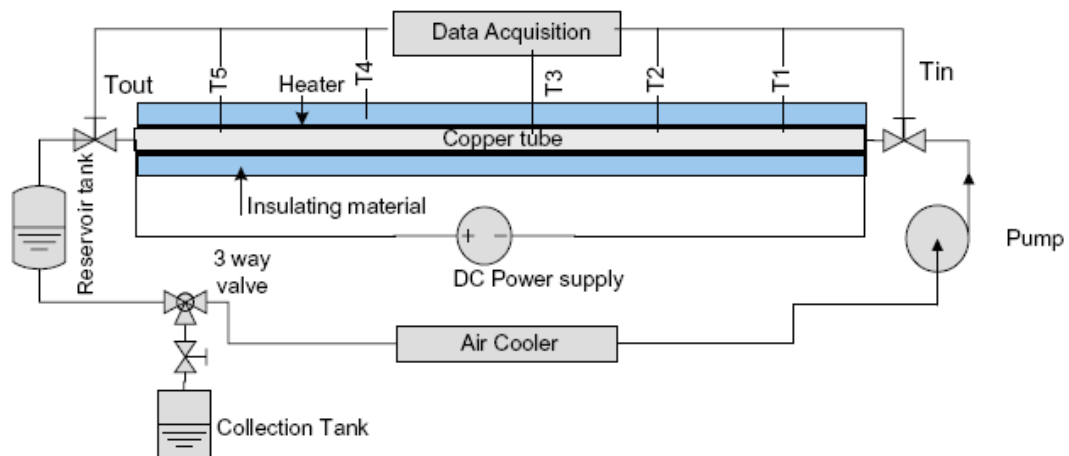 Data Acquisition
Tout
T5
Heater
T4
T3
T2
T1
Tin
Copper tube
Reservoir tank
Insulating material
+ −
DC Power supply
Pump
3 way
valve
Air Cooler
Collection Tank